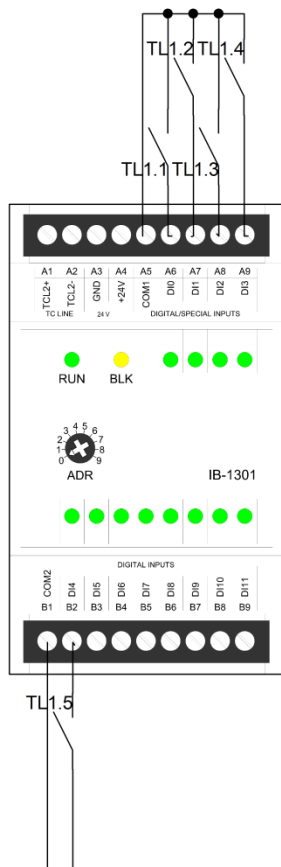 TL1.2 TL1.4
TL1.1 TL1.3
A1 A2 A3 A4 A5 A6 A7 A8 A9
TCL2+ TCL2- GND +24V COM1 DI0 DI1 DI2 DI3
TC LINE 24 V DIGITAL/SPECIAL INPUTS
RUN BLK
0 1 2 3 4 5 6 7 8 9
ADR IB-1301
DIGITAL INPUTS
COM2 DI4 DI5 DI6 DI7 DI8 DI9 DI10 DI11
B1 B2 B3 B4 B5 B6 B7 B8 B9
TL1.5